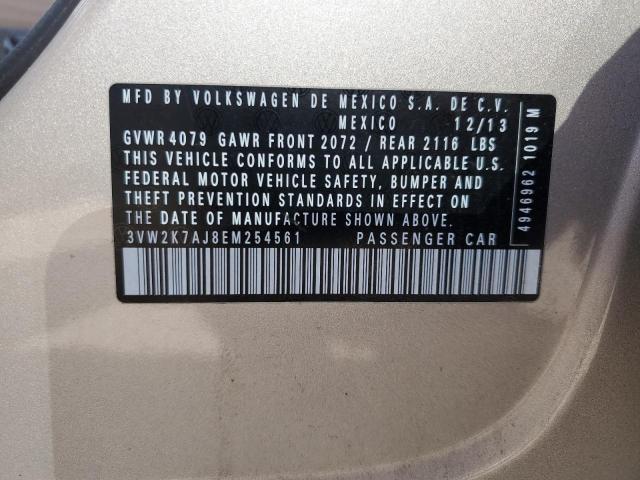 MFD BY VOLKSWAGEN DE MEXICO S.A. DE C.V.
MEXICO 12/13
GVWR 4079 GAWR FRONT 2072 / REAR 2116 LBS
THIS VEHICLE CONFORMS TO ALL APPLICABLE U.S.
FEDERAL MOTOR VEHICLE SAFETY, BUMPER AND
THEFT PREVENTION STANDARDS IN EFFECT ON
THE DATE OF MANUFACTURE SHOWN ABOVE.
3VW2K7AJ8EM254561 PASSENGER CAR
4946962 1019 M